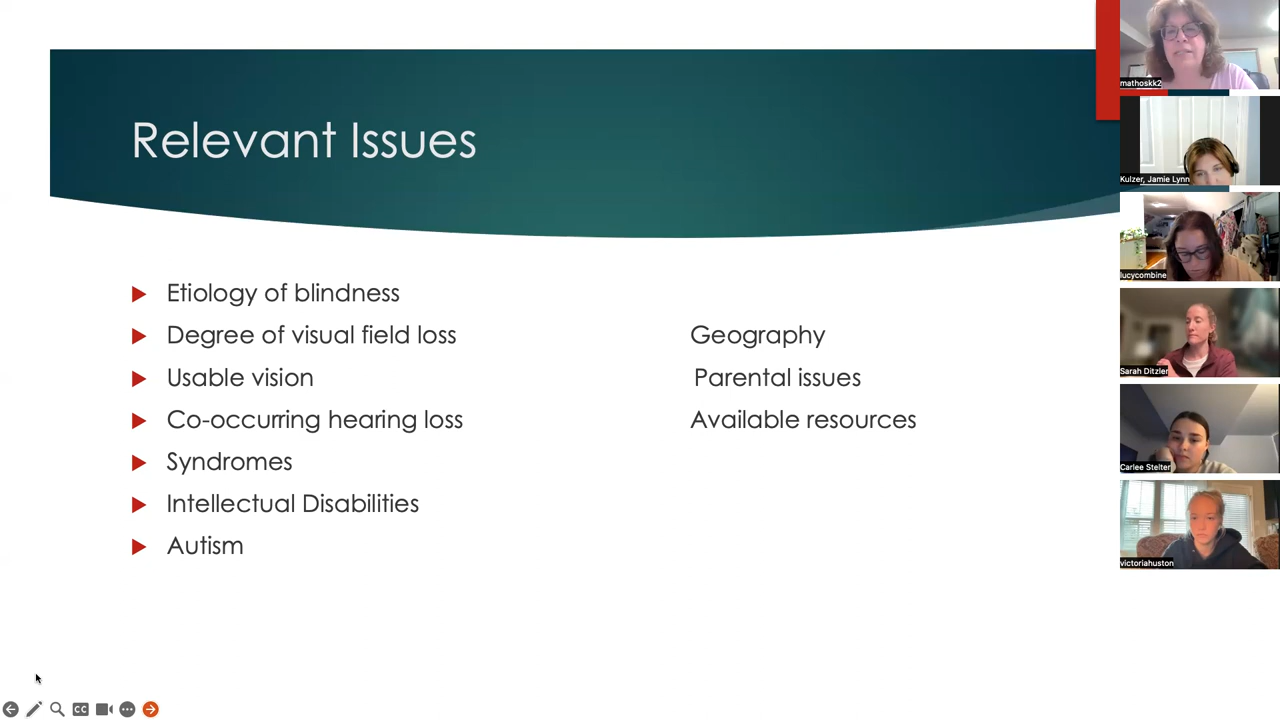 Relevant Issues
Etiology of blindness
Degree of visual field loss
Usable vision
Co-occurring hearing loss
Syndromes
Intellectual Disabilities
Autism
Geography
Parental issues
Available resources
mathoskk2
Kulzer, Jamie Lynn
lucycombine
Sarah Ditzler
Carlee Stelter
victoriahuston
CC